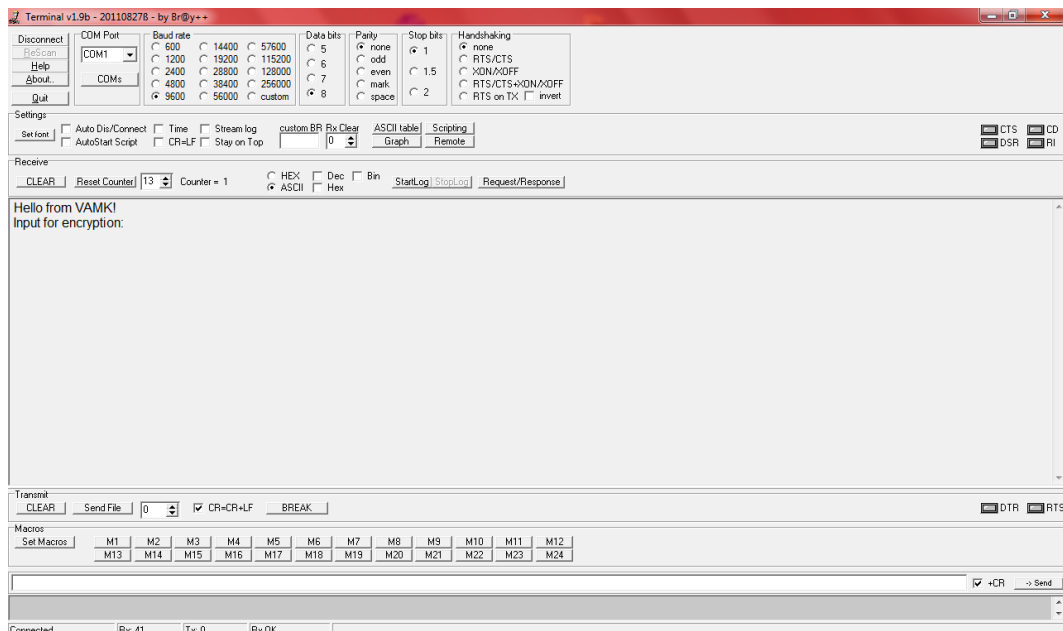 Terminal v1.9b - 20110827ß - by Br@y++
Disconnect
ReScan
Help
About..
Quit
COM Port
COM1
COMs
Baud rate
600 14400 57600
1200 19200 115200
2400 28800 128000
4800 38400 256000
9600 56000 custom
Data bits
5
6
7
8
Parity
none
odd
even
mark
space
Stop bits
1
1.5
2
Handshaking
none
RTS/CTS
XON/XOFF
RTS/CTS+XON/XOFF
RTS on TX invert
Settings
Set font
Auto Dis/Connect Time Stream log custom BR Rx Clear ASCII table Scripting
AutoStart Script CR=LF Stay on Top 0 Graph Remote
CTS CD
DSR RI
Receive
CLEAR Reset Counter 13 Counter = 1
HEX Dec Bin
ASCII Hex
StartLog StopLog Request/Response
Hello from VAMK!
Input for encryption:
Transmit
CLEAR Send File 0 CR=CR+LF BREAK DTR RTS
Macros
Set Macros M1 M2 M3 M4 M5 M6 M7 M8 M9 M10 M11 M12
M13 M14 M15 M16 M17 M18 M19 M20 M21 M22 M23 M24
+CR -> Send
Connected Rx: 41 Tx: 0 Rx OK